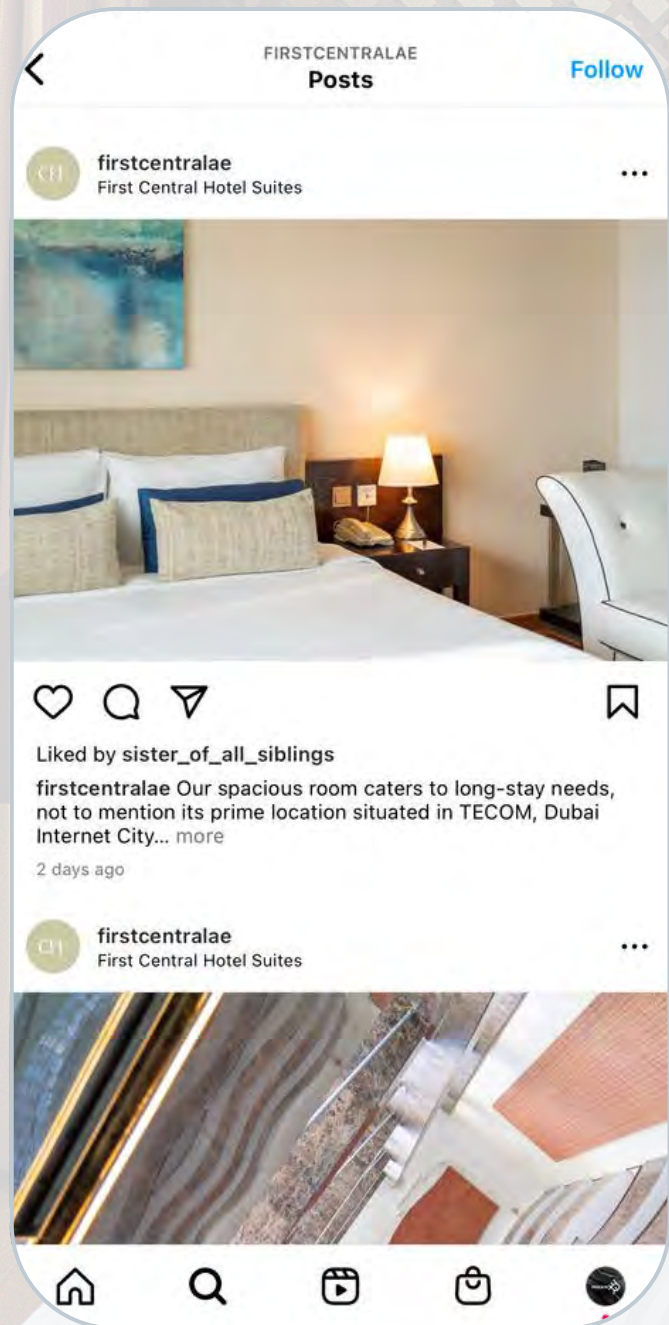 FIRSTCENTRALAE
Posts
Follow
firstcentralae
First Central Hotel Suites
Liked by sister_of_all_siblings
firstcentralae Our spacious room caters to long-stay needs,
not to mention its prime location situated in TECOM, Dubai
Internet City... more
2 days ago
firstcentralae
First Central Hotel Suites